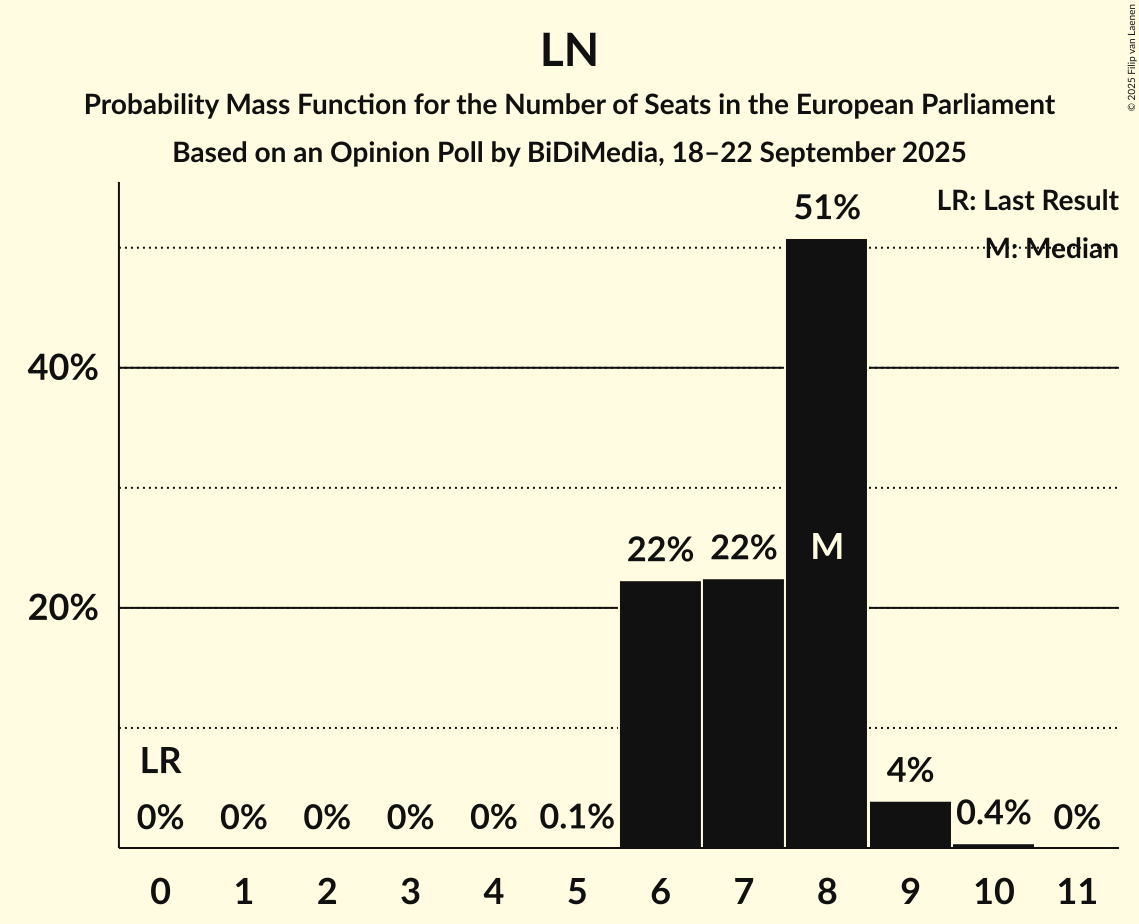 LN
Probability Mass Function for the Number of Seats in the European Parliament
Based on an Opinion Poll by BiDiMedia, 18–22 September 2025
© 2025 Filip van Laenen
LR: Last Result
M: Median
51%
40%
22% 22% M
20%
LR
0% 0% 0% 0% 0% 0.1% 4% 0.4% 0%
0 1 2 3 4 5 6 7 8 9 10 11